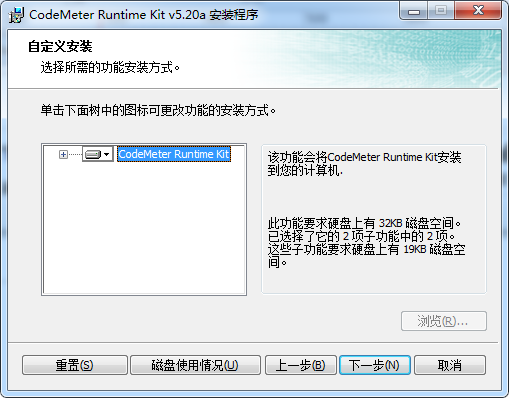 CodeMeter Runtime Kit v5.20a 安装程序
自定义安装
选择所需的功能安装方式。
单击下面树中的图标可更改功能的安装方式。
CodeMeter Runtime Kit
该功能会将CodeMeter Runtime Kit安装
到您的计算机.
此功能要求硬盘上有 32KB 磁盘空间。
已选择了它的 2 项子功能中的 2 项。
这些子功能要求硬盘上有 19KB 磁盘空
间。
浏览(R)...
重置(S) 磁盘使用情况(U) 上一步(B) 下一步(N) 取消